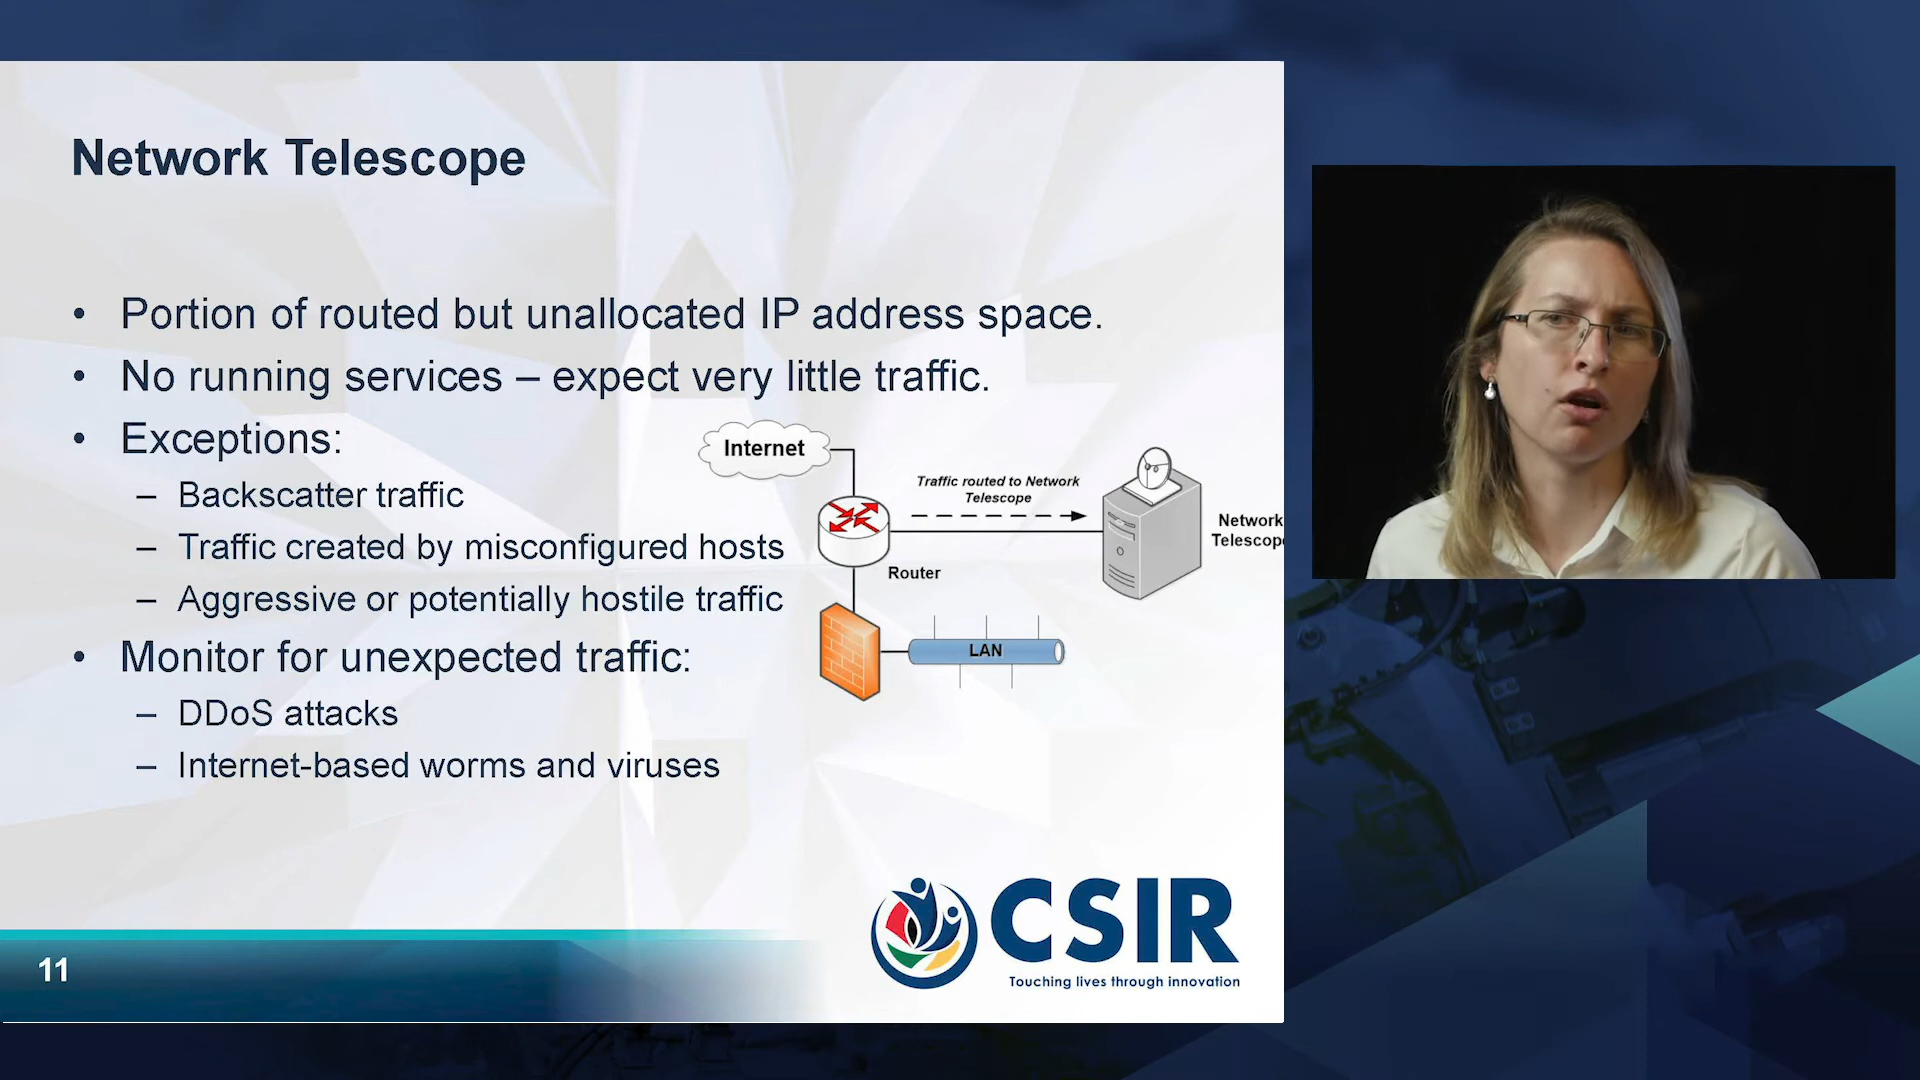 Network Telescope
• Portion of routed but unallocated IP address space.
• No running services – expect very little traffic.
• Exceptions:
– Backscatter traffic
– Traffic created by misconfigured hosts
– Aggressive or potentially hostile traffic
• Monitor for unexpected traffic:
– DDoS attacks
– Internet-based worms and viruses
Internet
Traffic routed to Network
Telescope
Network
Telescope
Router
LAN
11
CSIR
Touching lives through innovation